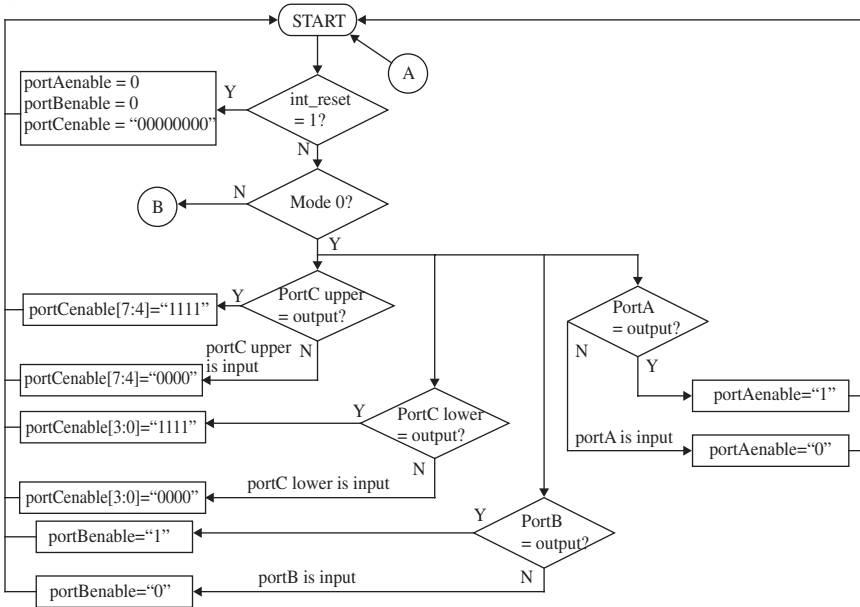 START
A
portAenable = 0
portBenable = 0
portCenable = “00000000”
Y
int_reset
= 1?
N
B
N
Mode 0?
Y
portCenable[7:4]=“1111”
Y
PortC upper
= output?
N
portC upper
is input
portCenable[7:4]=“0000”
PortA
= output?
N
Y
portAenable=“1”
portA is input
portAenable=“0”
portCenable[3:0]=“1111”
Y
PortC lower
= output?
N
portCenable[3:0]=“0000”
portC lower is input
portBenable=“1”
Y
PortB
= output?
N
portBenable=“0”
portB is input